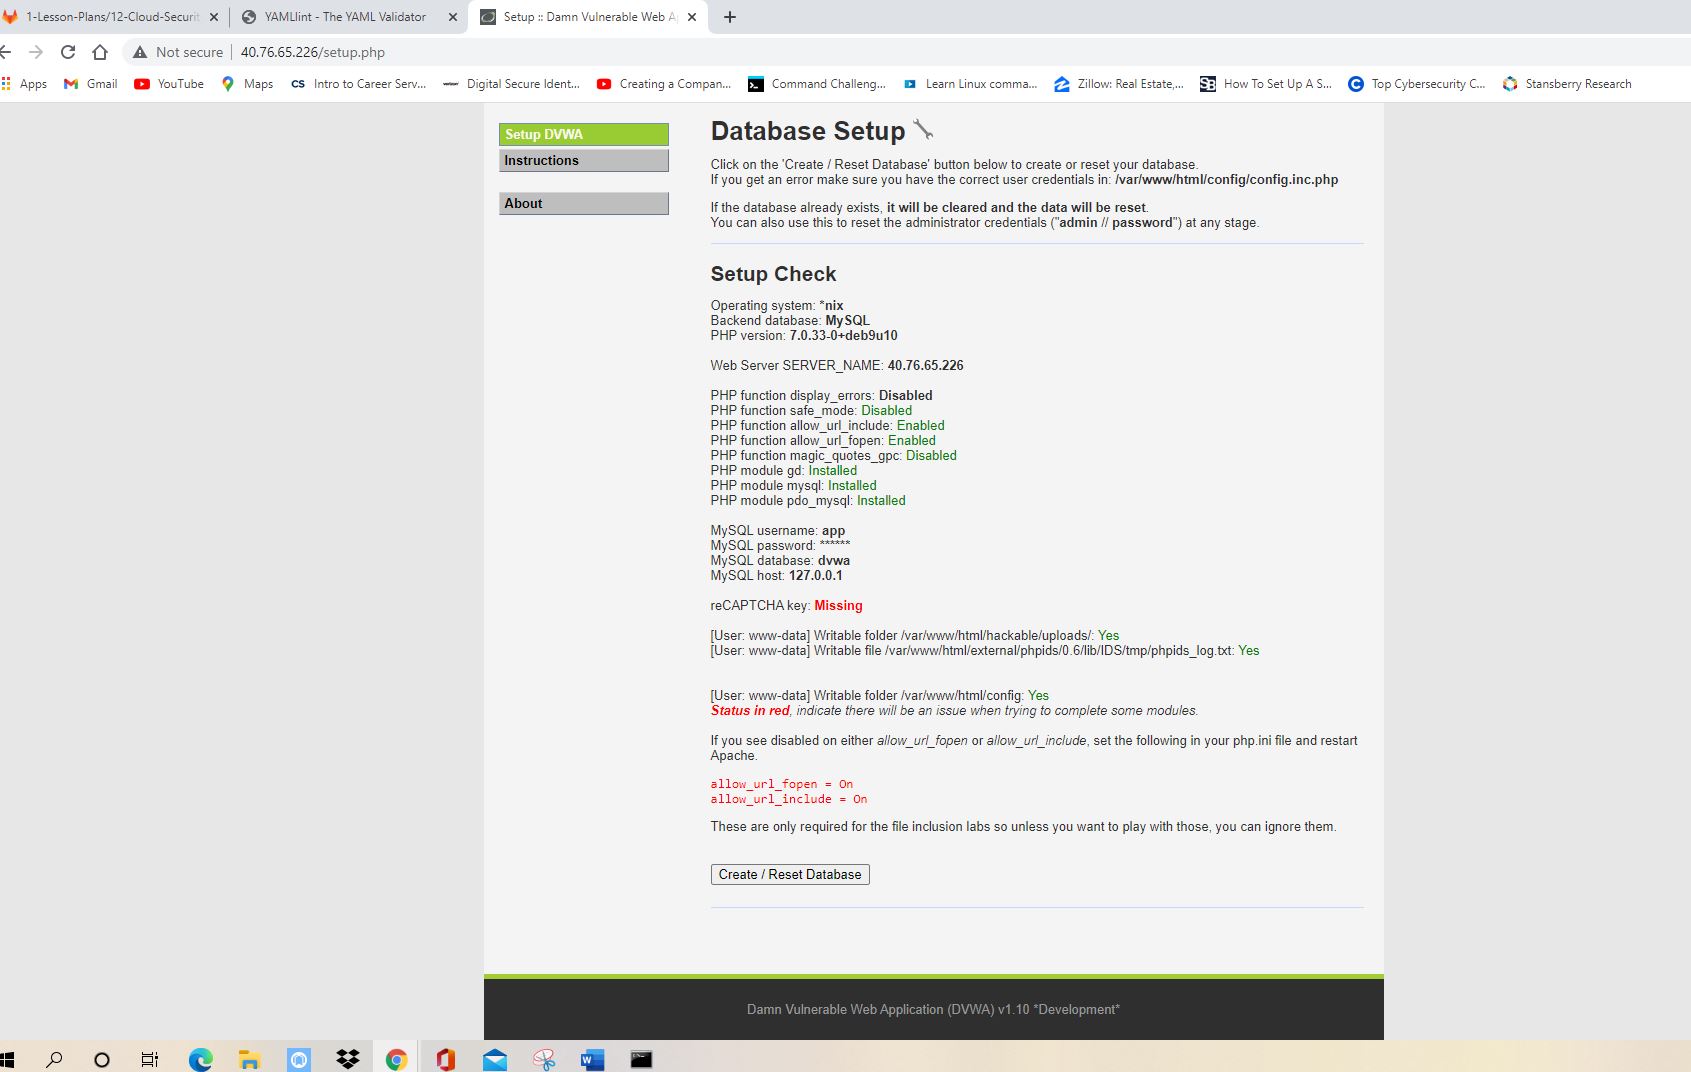 1-Lesson-Plans/12-Cloud-Securit
YAMLlint - The YAML Validator
Setup :: Damn Vulnerable Web Ap
Not secure
40.76.65.226/setup.php
Apps
Gmail
YouTube
Maps
CS
Intro to Career Serv...
Digital Secure Ident...
Creating a Compan...
Command Challeng...
Learn Linux comma...
Zillow: Real Estate,...
SB
How To Set Up A S...
Top Cybersecurity C...
Stansberry Research
Setup DVWA
Instructions
About
Database Setup
Click on the 'Create / Reset Database' button below to create or reset your database.
If you get an error make sure you have the correct user credentials in: /var/www/html/config/config.inc.php
If the database already exists, it will be cleared and the data will be reset.
You can also use this to reset the administrator credentials ("admin // password") at any stage.
Setup Check
Operating system: *nix
Backend database: MySQL
PHP version: 7.0.33-0+deb9u10
Web Server SERVER_NAME: 40.76.65.226
PHP function display_errors: Disabled
PHP function safe_mode: Disabled
PHP function allow_url_include: Enabled
PHP function allow_url_fopen: Enabled
PHP function magic_quotes_gpc: Disabled
PHP module gd: Installed
PHP module mysql: Installed
PHP module pdo_mysql: Installed
MySQL username: app
MySQL password: ******
MySQL database: dvwa
MySQL host: 127.0.0.1
reCAPTCHA key: Missing
[User: www-data] Writable folder /var/www/html/hackable/uploads/: Yes
[User: www-data] Writable file /var/www/html/external/phpids/0.6/lib/IDS/tmp/phpids_log.txt: Yes
[User: www-data] Writable folder /var/www/html/config: Yes
Status in red, indicate there will be an issue when trying to complete some modules.
If you see disabled on either allow_url_fopen or allow_url_include, set the following in your php.ini file and restart
Apache.
allow_url_fopen = On
allow_url_include = On
These are only required for the file inclusion labs so unless you want to play with those, you can ignore them.
Create / Reset Database
Damn Vulnerable Web Application (DVWA) v1.10 *Development*